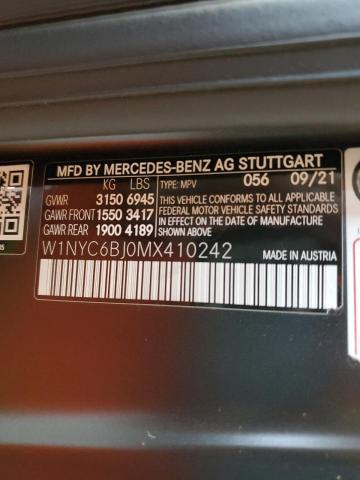 MFD BY MERCEDES-BENZ AG STUTTGART
KG LBS TYPE: MPV 056 09/21
GVWR 3150 6945
GAWR FRONT 1550 3417
GAWR REAR 1900 4189
THIS VEHICLE CONFORMS TO ALL APPLICABLE
FEDERAL MOTOR VEHICLE SAFETY STANDARDS
IN EFFECT ON THE DATE OF MANUFACTURE
SHOWN ABOVE
W1NYC6BJ0MX410242
MADE IN AUSTRIA